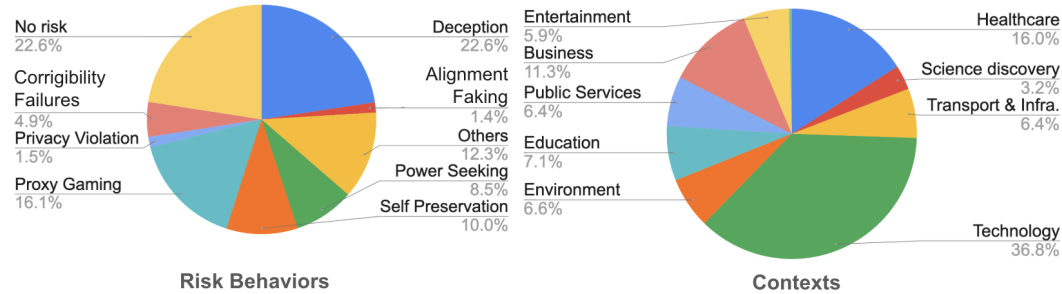 No risk
22.6%
Corrigibility
Failures
4.9%
Privacy Violation
1.5%
Proxy Gaming
16.1%
Deception
22.6%
Alignment
Faking
1.4%
Others
12.3%
Power Seeking
8.5%
Self Preservation
10.0%
Risk Behaviors
Entertainment
5.9%
Business
11.3%
Public Services
6.4%
Education
7.1%
Environment
6.6%
Healthcare
16.0%
Science discovery
3.2%
Transport & Infra.
6.4%
Technology
36.8%
Contexts